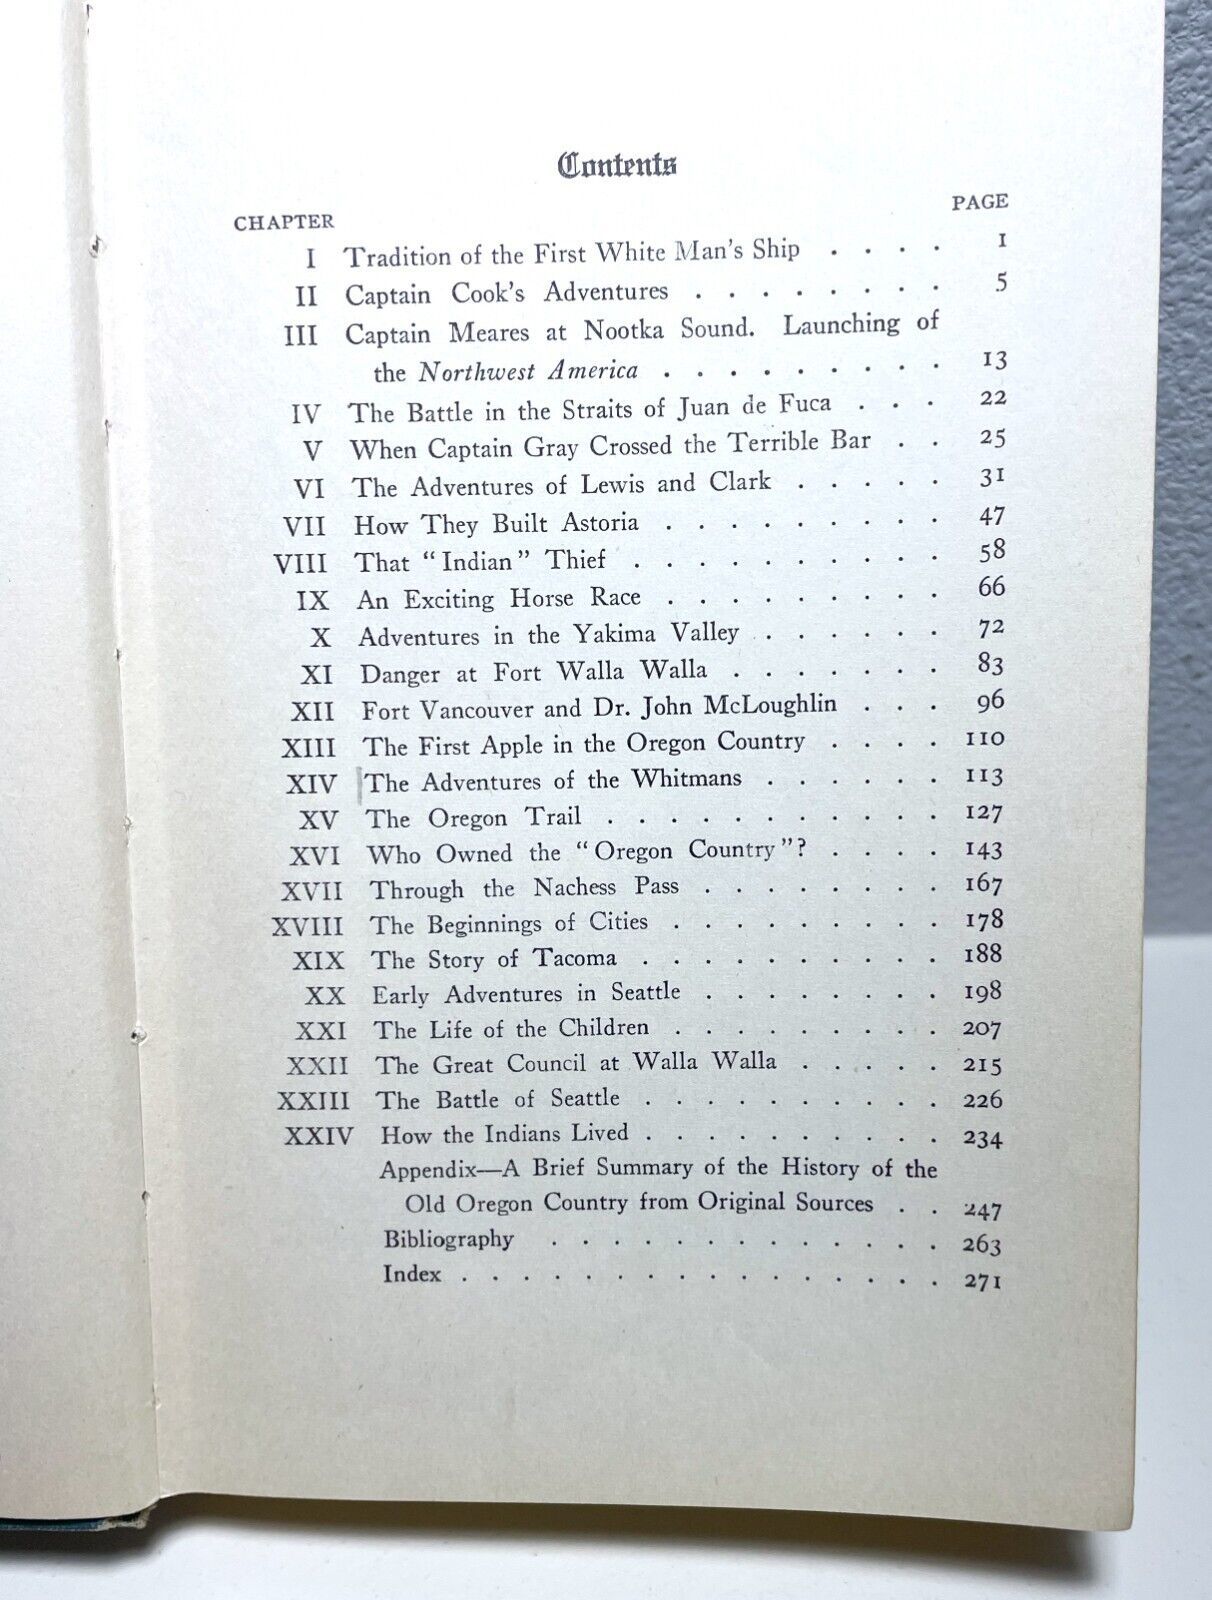 Contents
CHAPTER PAGE
I Tradition of the First White Man's Ship . . . . 1
II Captain Cook's Adventures . . . . . . . . 5
III Captain Meares at Nootka Sound. Launching of
the Northwest America . . . . . . . . . 13
IV The Battle in the Straits of Juan de Fuca . . . 22
V When Captain Gray Crossed the Terrible Bar . . 25
VI The Adventures of Lewis and Clark . . . . . 31
VII How They Built Astoria . . . . . . . . . 47
VIII That "Indian" Thief . . . . . . . . . . 58
IX An Exciting Horse Race . . . . . . . . . 66
X Adventures in the Yakima Valley . . . . . . 72
XI Danger at Fort Walla Walla . . . . . . . 83
XII Fort Vancouver and Dr. John McLoughlin . . . 96
XIII The First Apple in the Oregon Country . . . . 110
XIV The Adventures of the Whitmans . . . . . . 113
XV The Oregon Trail . . . . . . . . . . . 127
XVI Who Owned the "Oregon Country"? . . . . 143
XVII Through the Nachess Pass . . . . . . . . 167
XVIII The Beginnings of Cities . . . . . . . . . 178
XIX The Story of Tacoma . . . . . . . . . . 188
XX Early Adventures in Seattle . . . . . . . . 198
XXI The Life of the Children . . . . . . . . . 207
XXII The Great Council at Walla Walla . . . . . 215
XXIII The Battle of Seattle . . . . . . . . . . 226
XXIV How the Indians Lived . . . . . . . . . . 234
Appendix—A Brief Summary of the History of the
Old Oregon Country from Original Sources . . 247
Bibliography . . . . . . . . . . . . . 263
Index . . . . . . . . . . . . . . . . 271